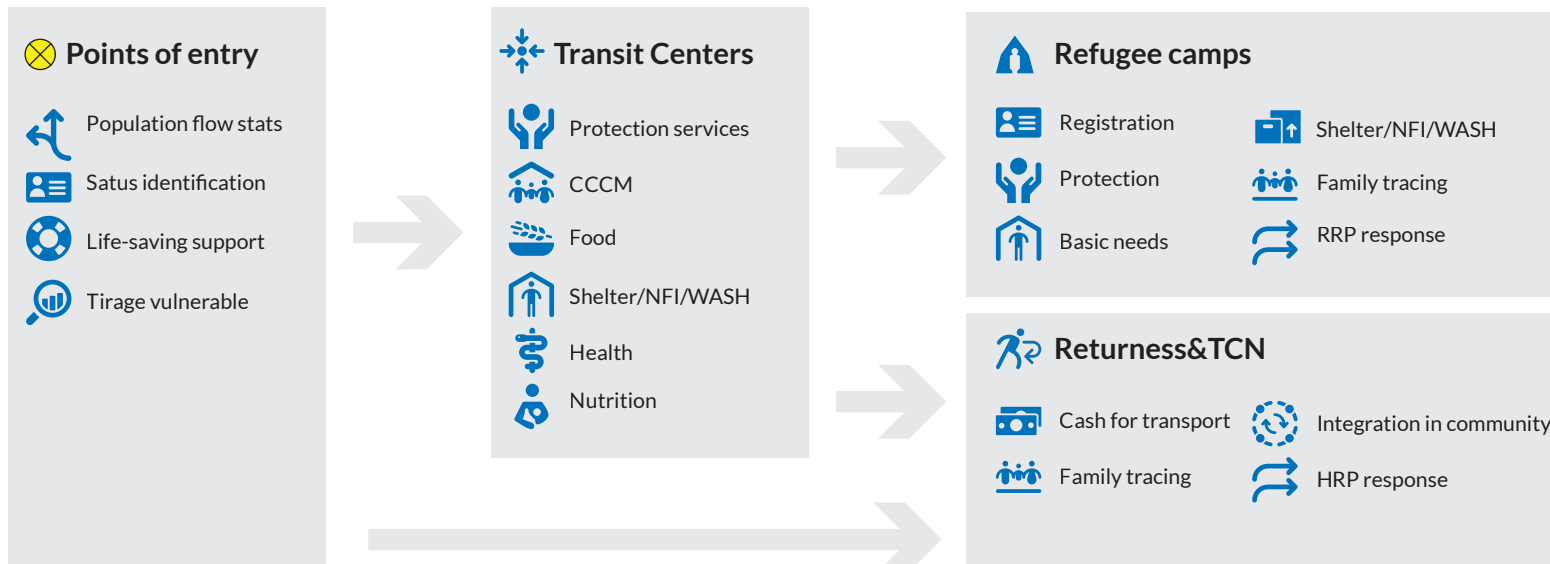 Points of entry
Population flow stats
Satus identification
Life-saving support
Tirage vulnerable
Transit Centers
Protection services
CCCM
Food
Shelter/NFI/WASH
Health
Nutrition
Refugee camps
Registration
Protection
Basic needs
Shelter/NFI/WASH
Family tracing
RRP response
Returness&TCN
Cash for transport
Family tracing
Integration in community
HRP response